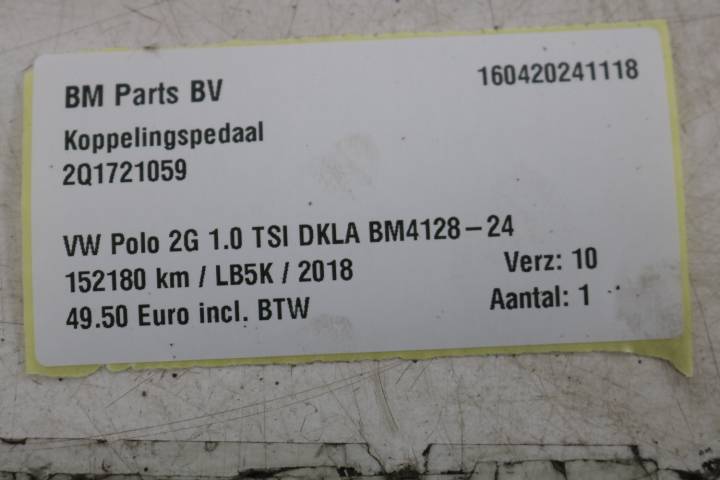 BM Parts BV 160420241118
Koppelingspedaal
2Q1721059
VW Polo 2G 1.0 TSI DKLA BM4128-24
152180 km / LB5K / 2018 Verz: 10
49.50 Euro incl. BTW Aantal: 1